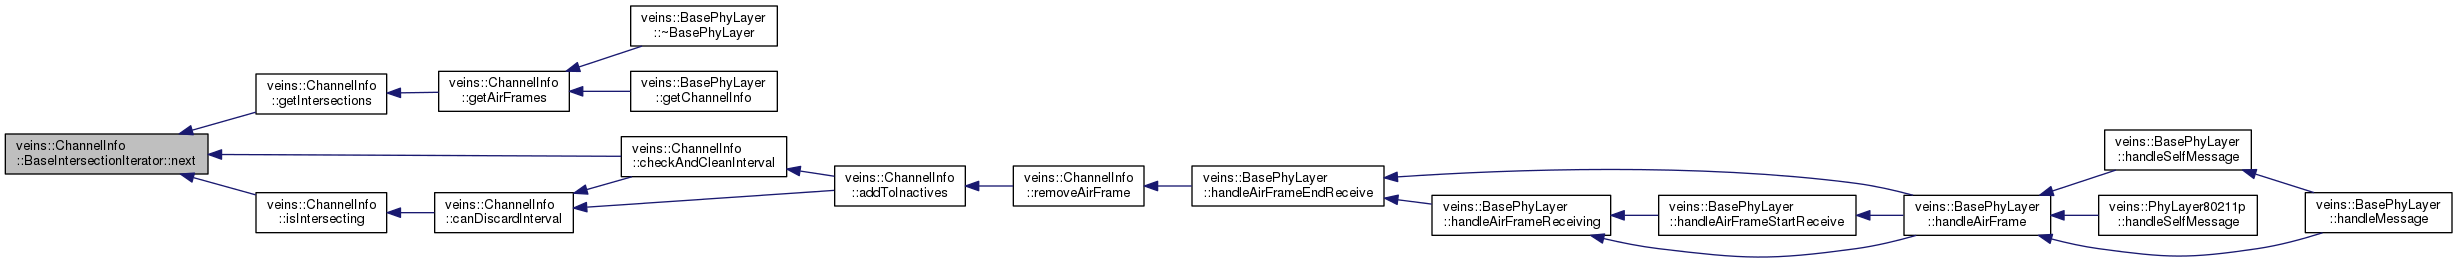 veins::ChannelInfo
::BaseIntersectionIterator::next
veins::ChannelInfo
::getIntersections
veins::ChannelInfo
::getAirFrames
veins::BasePhyLayer
::~BasePhyLayer
veins::BasePhyLayer
::getChannelInfo
veins::ChannelInfo
::checkAndCleanInterval
veins::ChannelInfo
::isIntersecting
veins::ChannelInfo
::canDiscardInterval
veins::ChannelInfo
::addToInactives
veins::ChannelInfo
::removeAirFrame
veins::BasePhyLayer
::handleAirFrameEndReceive
veins::BasePhyLayer
::handleAirFrameReceiving
veins::BasePhyLayer
::handleAirFrameStartReceive
veins::BasePhyLayer
::handleAirFrame
veins::BasePhyLayer
::handleSelfMessage
veins::PhyLayer80211p
::handleSelfMessage
veins::BasePhyLayer
::handleMessage